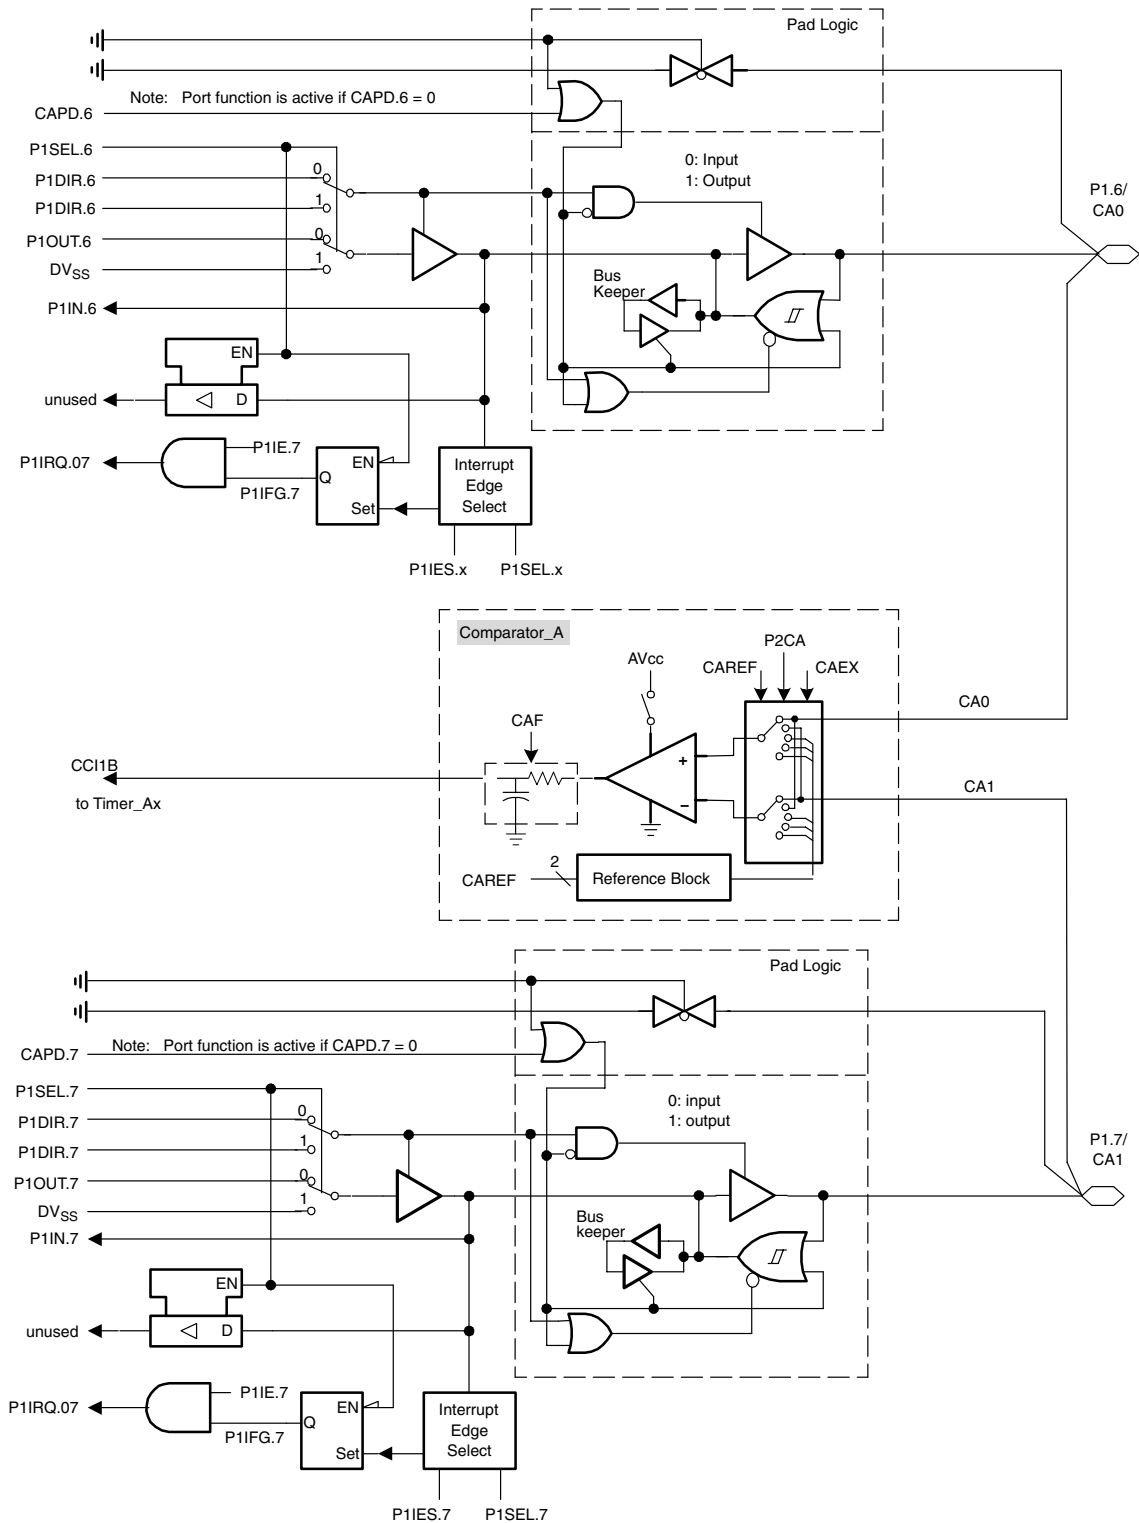 Pad Logic
Note: Port function is active if CAPD.6 = 0
CAPD.6
P1SEL.6
0: Input
1: Output
P1DIR.6
0
P1DIR.6
1
P1.6/
CA0
P1OUT.6
0
DVSS
1
Bus
Keeper
P1IN.6
EN
unused
D
P1IRQ.07
P1IE.7
P1IFG.7
EN
Q
Set
Interrupt
Edge
Select
P1IES.x
P1SEL.x
Comparator_A
P2CA
AVcc
CAREF
CAEX
CA0
CAF
+
CCI1B
to Timer_Ax
CA1
−
CAREF
2
Reference Block
Pad Logic
Note: Port function is active if CAPD.7 = 0
CAPD.7
P1SEL.7
0: input
1: output
P1DIR.7
0
P1DIR.7
1
P1.7/
CA1
P1OUT.7
0
DVSS
1
Bus
keeper
P1IN.7
EN
unused
D
P1IRQ.07
P1IE.7
P1IFG.7
EN
Q
Set
Interrupt
Edge
Select
P1IES.7
P1SEL.7